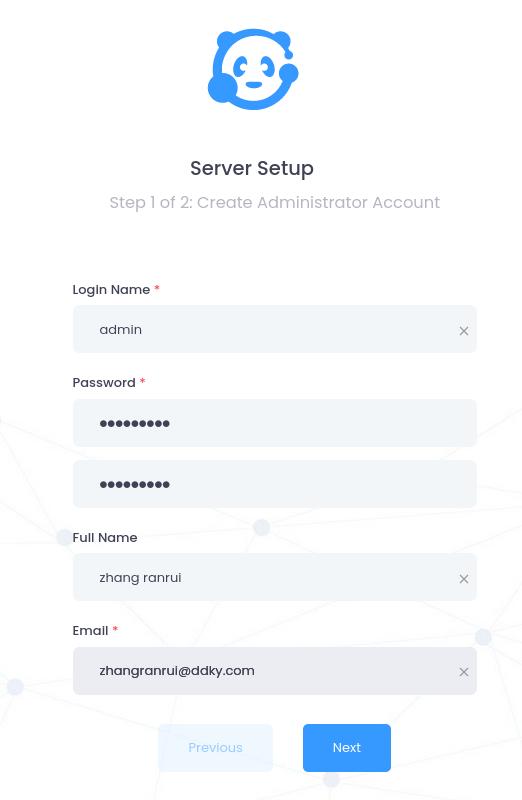 Server Setup
Step 1 of 2: Create Administrator Account
Login Name *
admin
Password *
●●●●●●●●●
●●●●●●●●●
Full Name
zhang ranrui
Email *
zhangranrui@ddky.com
Previous
Next